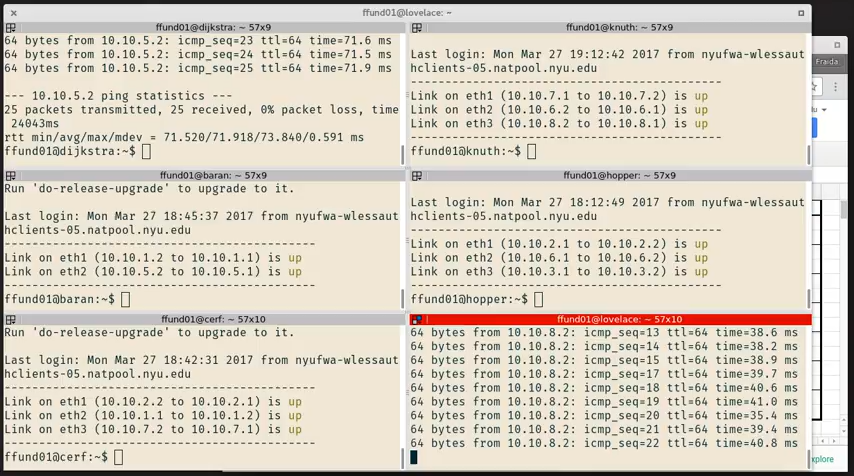 ffund01@lovelace: ~
ffund01@dijkstra: ~ 57x9
64 bytes from 10.10.5.2: icmp_seq=23 ttl=64 time=71.6 ms
64 bytes from 10.10.5.2: icmp_seq=24 ttl=64 time=71.5 ms
64 bytes from 10.10.5.2: icmp_seq=25 ttl=64 time=71.9 ms
--- 10.10.5.2 ping statistics ---
25 packets transmitted, 25 received, 0% packet loss, time
24043ms
rtt min/avg/max/mdev = 71.520/71.918/73.840/0.591 ms
ffund01@dijkstra:~$
ffund01@knuth: ~ 57x9
Last login: Mon Mar 27 19:12:42 2017 from nyufwa-wlessaut
hclients-05.natpool.nyu.edu
---------------------------------------------
Link on eth1 (10.10.7.1 to 10.10.7.2) is up
Link on eth2 (10.10.6.2 to 10.10.6.1) is up
Link on eth3 (10.10.8.2 to 10.10.8.1) is up
---------------------------------------------
ffund01@knuth:~$
ffund01@baran: ~ 57x9
Run 'do-release-upgrade' to upgrade to it.
Last login: Mon Mar 27 18:45:37 2017 from nyufwa-wlessaut
hclients-05.natpool.nyu.edu
---------------------------------------------
Link on eth1 (10.10.1.2 to 10.10.1.1) is up
Link on eth2 (10.10.5.2 to 10.10.5.1) is up
---------------------------------------------
ffund01@baran:~$
ffund01@hopper: ~ 57x9
Last login: Mon Mar 27 18:12:49 2017 from nyufwa-wlessaut
hclients-05.natpool.nyu.edu
---------------------------------------------
Link on eth1 (10.10.2.1 to 10.10.2.2) is up
Link on eth2 (10.10.6.1 to 10.10.6.2) is up
Link on eth3 (10.10.3.1 to 10.10.3.2) is up
---------------------------------------------
ffund01@hopper:~$
ffund01@cerf: ~ 57x10
Run 'do-release-upgrade' to upgrade to it.
Last login: Mon Mar 27 18:42:31 2017 from nyufwa-wlessaut
hclients-05.natpool.nyu.edu
---------------------------------------------
Link on eth1 (10.10.2.2 to 10.10.2.1) is up
Link on eth2 (10.10.1.1 to 10.10.1.2) is up
Link on eth3 (10.10.7.2 to 10.10.7.1) is up
---------------------------------------------
ffund01@cerf:~$
ffund01@lovelace: ~ 57x10
64 bytes from 10.10.8.2: icmp_seq=13 ttl=64 time=38.6 ms
64 bytes from 10.10.8.2: icmp_seq=14 ttl=64 time=38.2 ms
64 bytes from 10.10.8.2: icmp_seq=15 ttl=64 time=38.9 ms
64 bytes from 10.10.8.2: icmp_seq=17 ttl=64 time=39.7 ms
64 bytes from 10.10.8.2: icmp_seq=18 ttl=64 time=40.6 ms
64 bytes from 10.10.8.2: icmp_seq=19 ttl=64 time=41.0 ms
64 bytes from 10.10.8.2: icmp_seq=20 ttl=64 time=35.4 ms
64 bytes from 10.10.8.2: icmp_seq=21 ttl=64 time=39.4 ms
64 bytes from 10.10.8.2: icmp_seq=22 ttl=64 time=40.8 ms
Fraida
xplore